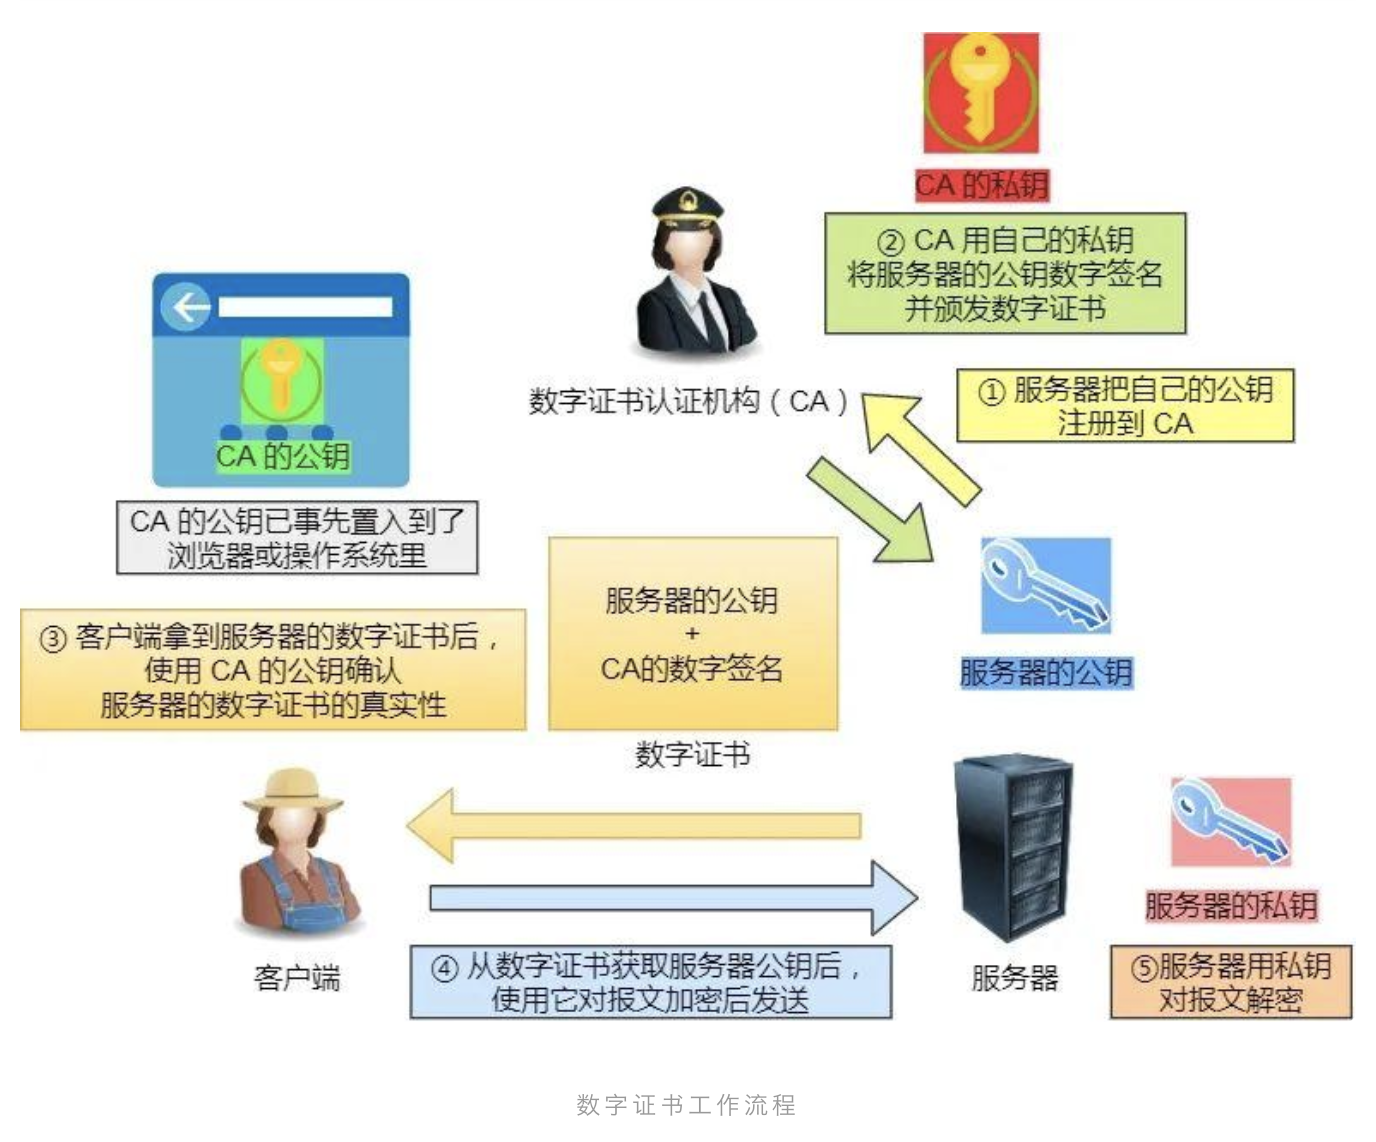 CA 的私钥
② CA 用自己的私钥
将服务器的公钥数字签名
并颁发数字证书
数字证书认证机构（CA）
① 服务器把自己的公钥
注册到 CA
CA 的公钥
CA 的公钥已事先置入到了
浏览器或操作系统里
服务器的公钥
+
CA的数字签名
数字证书
服务器的公钥
③ 客户端拿到服务器的数字证书后，
使用 CA 的公钥确认
服务器的数字证书的真实性
客户端
④ 从数字证书获取服务器公钥后，
使用它对报文加密后发送
服务器
服务器的私钥
⑤服务器用私钥
对报文解密
数字证书工作流程